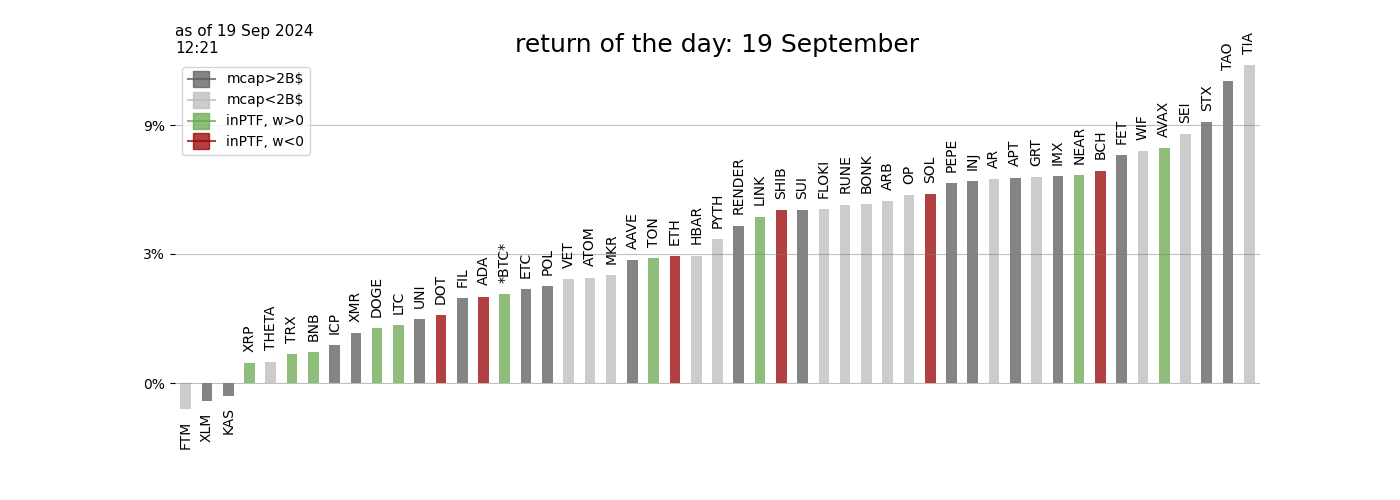 as of 19 Sep 2024
12:21
return of the day: 19 September
mcap>2B$
mcap<2B$
inPTF, w>0
inPTF, w<0
9%
3%
0%
FTM
XLM
KAS
XRP
THETA
TRX
BNB
ICP
XMR
DOGE
LTC
UNI
DOT
FIL
ADA
*BTC*
ETC
POL
VET
ATOM
MKR
AAVE
TON
ETH
HBAR
PYTH
RENDER
LINK
SHIB
SUI
FLOKI
RUNE
BONK
ARB
OP
SOL
PEPE
INJ
AR
APT
GRT
IMX
NEAR
BCH
FET
WIF
AVAX
SEI
STX
TAO
TIA